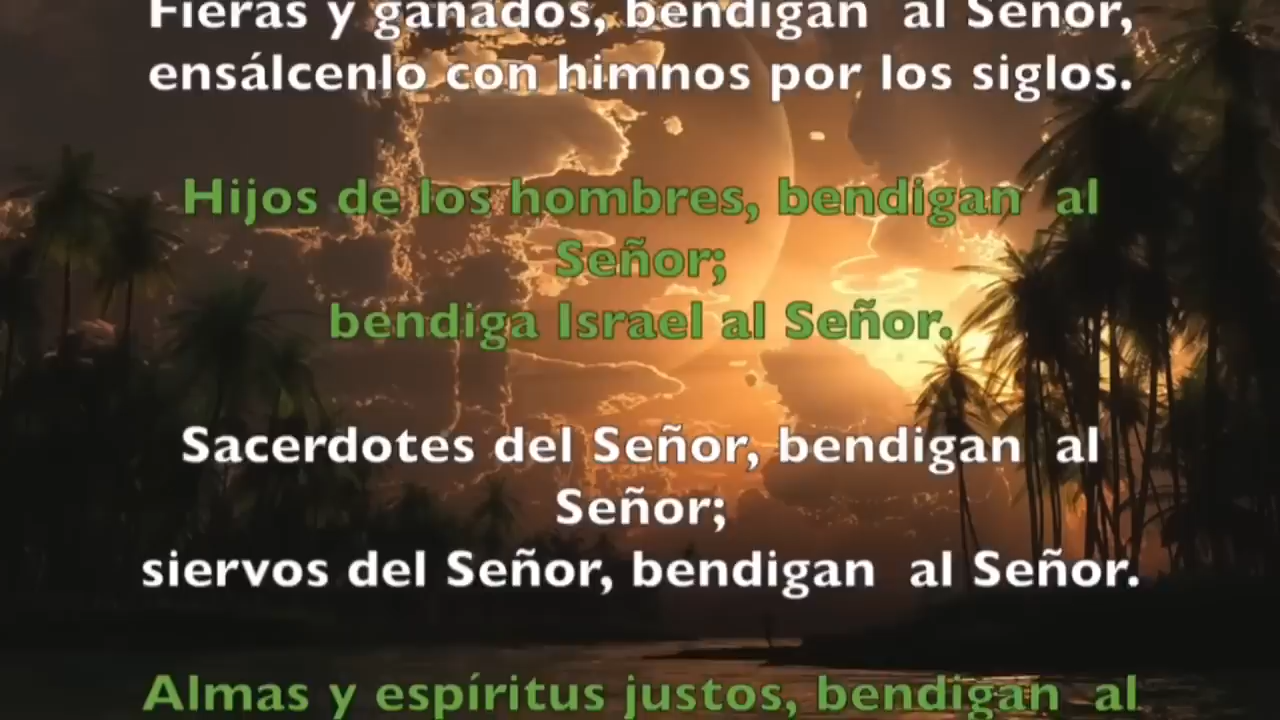 Fieras y ganados, bendigan al Señor,
ensálcenlo con himnos por los siglos.
Hijos de los hombres, bendigan al
Señor;
bendiga Israel al Señor.
Sacerdotes del Señor, bendigan al
Señor;
siervos del Señor, bendigan al Señor.
Almas y espíritus justos, bendigan al